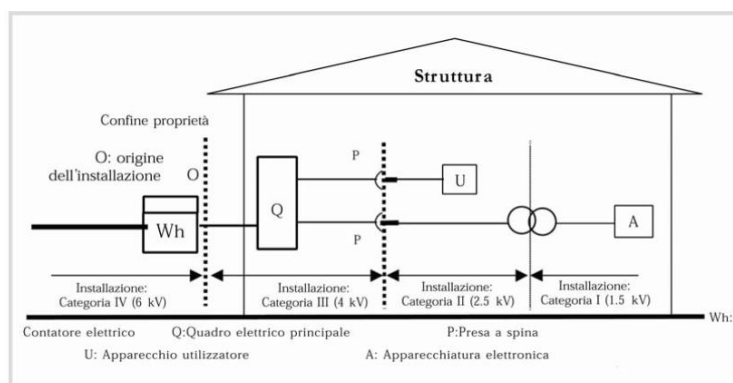 Struttura
Confine proprietà
O: origine
dell'installazione
O
P
U
Wh
Q
A
P
Installazione:
Categoria IV (6 kV)
Installazione:
Categoria III (4 kV)
Installazione:
Categoria II (2.5 kV)
Installazione:
Categoria I (1.5 kV)
Wh:
Contatore elettrico
Q:Quadro elettrico principale
P:Presa a spina
U: Apparecchio utilizzatore
A: Apparecchiatura elettronica